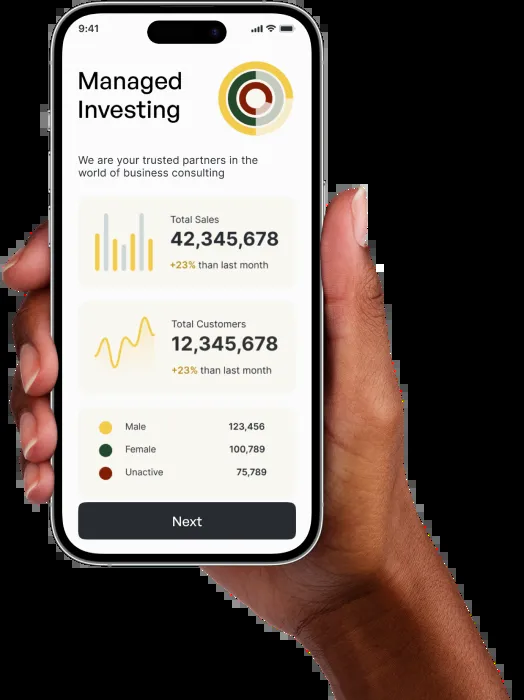 9:41
Managed
Investing
We are your trusted partners in the
world of business consulting
Total Sales
42,345,678
+23% than last month
Total Customers
12,345,678
+23% than last month
Male 123,456
Female 100,789
Unactive 75,789
Next